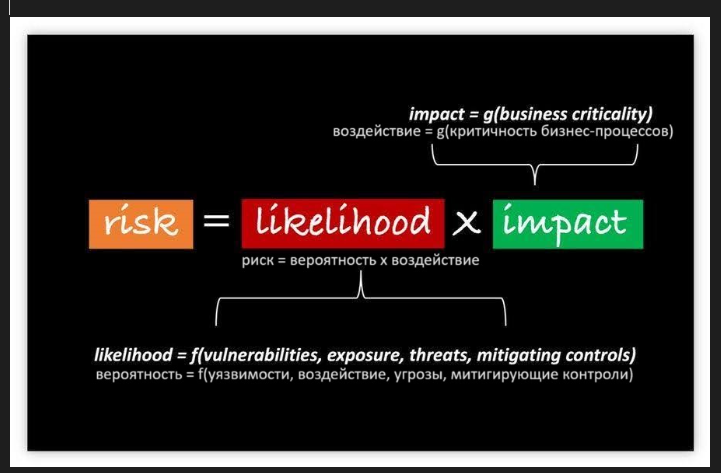 impact = g(business criticality)
воздействие = g(критичность бизнес-процессов)
risk = likelihood x impact
риск = вероятность x воздействие
likelihood = f(vulnerabilities, exposure, threats, mitigating controls)
вероятность = f(уязвимости, воздействие, угрозы, митигирующие контроли)